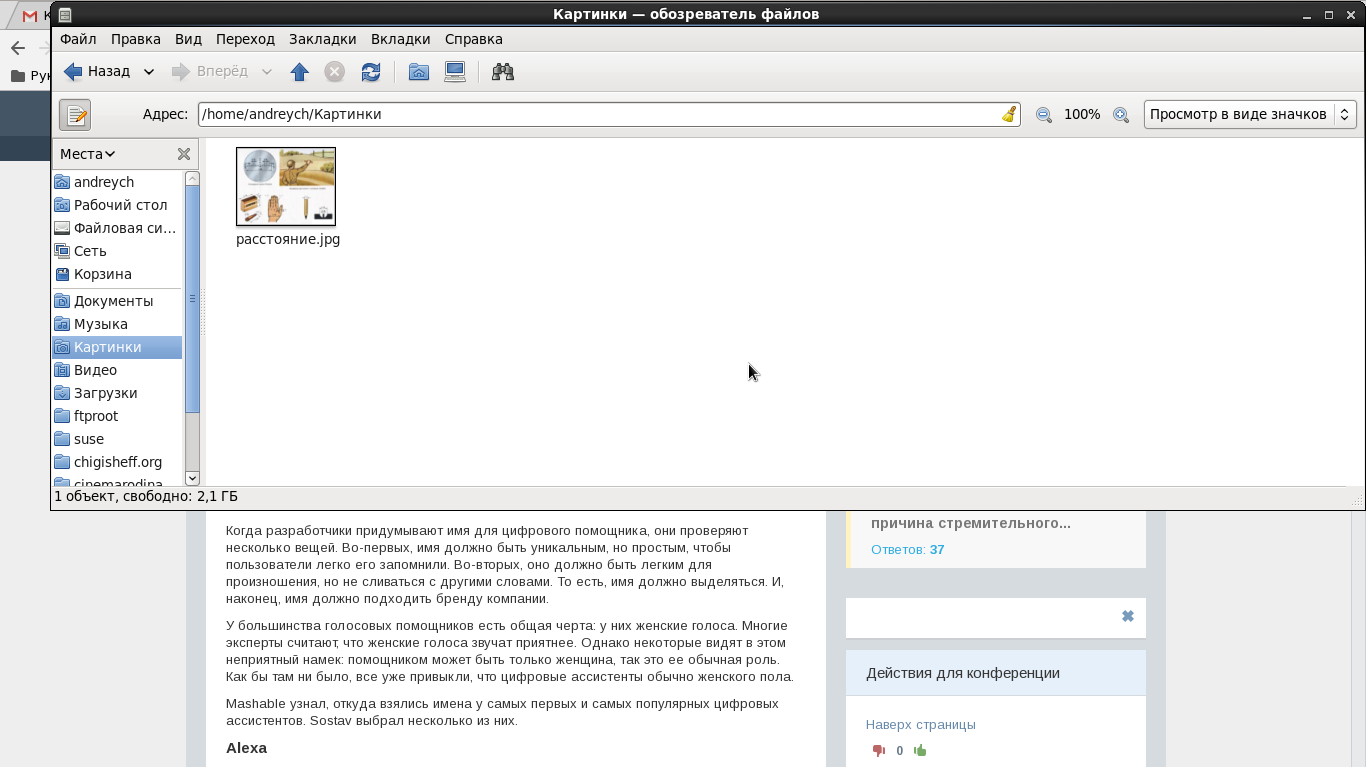 К
Картинки — обозреватель файлов
Файл Правка Вид Переход Закладки Вкладки Справка
Рук
Назад Вперёд
Адрес: /home/andreych/Картинки 100% Просмотр в виде значков
Места
andreych
Рабочий стол
Файловая си...
Сеть
Корзина
Документы
Музыка
Картинки
Видео
Загрузки
ftproot
suse
chigisheff.org
cinemarodina
расстояние.jpg
1 объект, свободно: 2,1 ГБ
Когда разработчики придумывают имя для цифрового помощника, они проверяют
несколько вещей. Во-первых, имя должно быть уникальным, но простым, чтобы
пользователи легко его запомнили. Во-вторых, оно должно быть легким для
произношения, но не сливаться с другими словами. То есть, имя должно выделяться. И,
наконец, имя должно подходить бренду компании.
У большинства голосовых помощников есть общая черта: у них женские голоса. Многие
эксперты считают, что женские голоса звучат приятнее. Однако некоторые видят в этом
неприятный намек: помощником может быть только женщина, так это ее обычная роль.
Как бы там ни было, все уже привыкли, что цифровые ассистенты обычно женского пола.
Mashable узнал, откуда взялись имена у самых первых и самых популярных цифровых
ассистентов. Sostav выбрал несколько из них.
Alexa
причина стремительного...
Ответов: 37
Действия для конференции
Наверх страницы
0